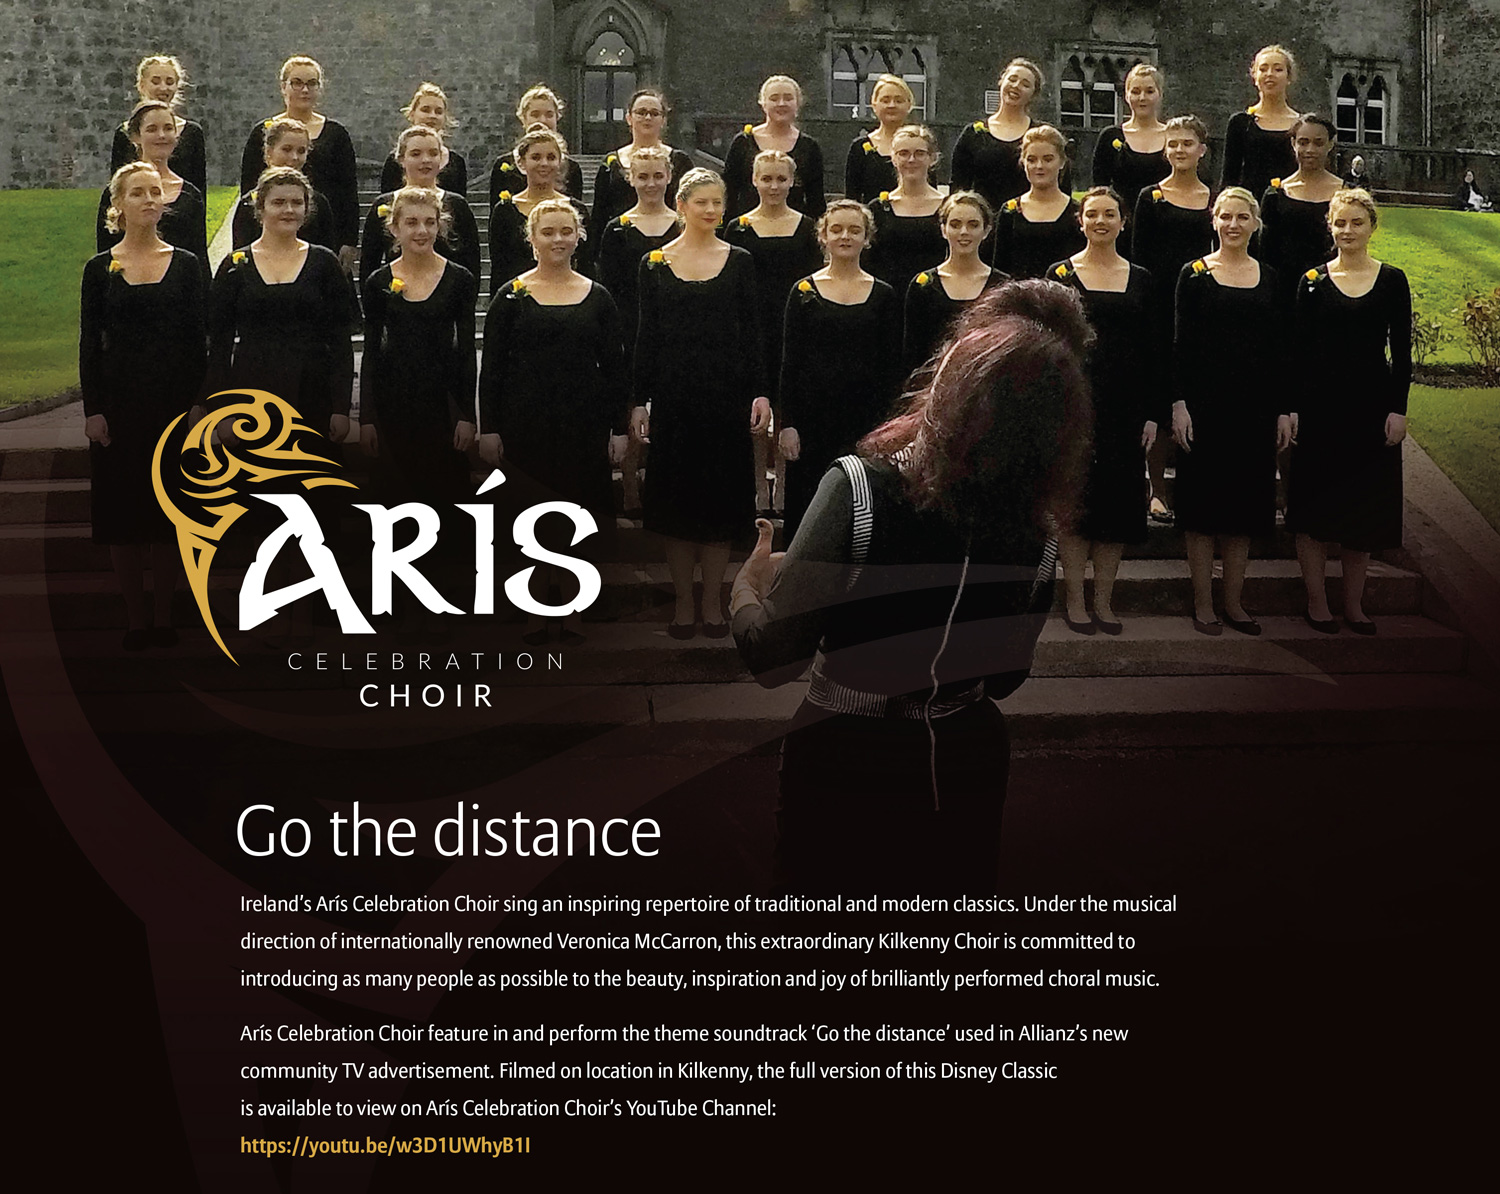 ARÍS
CELEBRATION
CHOIR
Go the distance
Ireland’s Arís Celebration Choir sing an inspiring repertoire of traditional and modern classics. Under the musical
direction of internationally renowned Veronica McCarron, this extraordinary Kilkenny Choir is committed to
introducing as many people as possible to the beauty, inspiration and joy of brilliantly performed choral music.
Arís Celebration Choir feature in and perform the theme soundtrack ‘Go the distance’ used in Allianz’s new
community TV advertisement. Filmed on location in Kilkenny, the full version of this Disney Classic
is available to view on Arís Celebration Choir’s YouTube Channel:
https://youtu.be/w3D1UWhyB1I